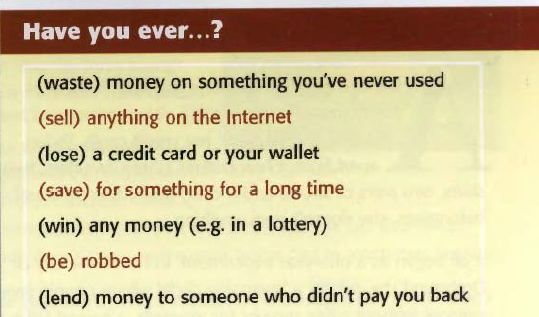 Have you ever...?
(waste) money on something you've never used
(sell) anything on the Internet
(lose) a credit card or your wallet
(save) for something for a long time
(win) any money (e.g. in a lottery)
(be) robbed
(lend) money to someone who didn't pay you back